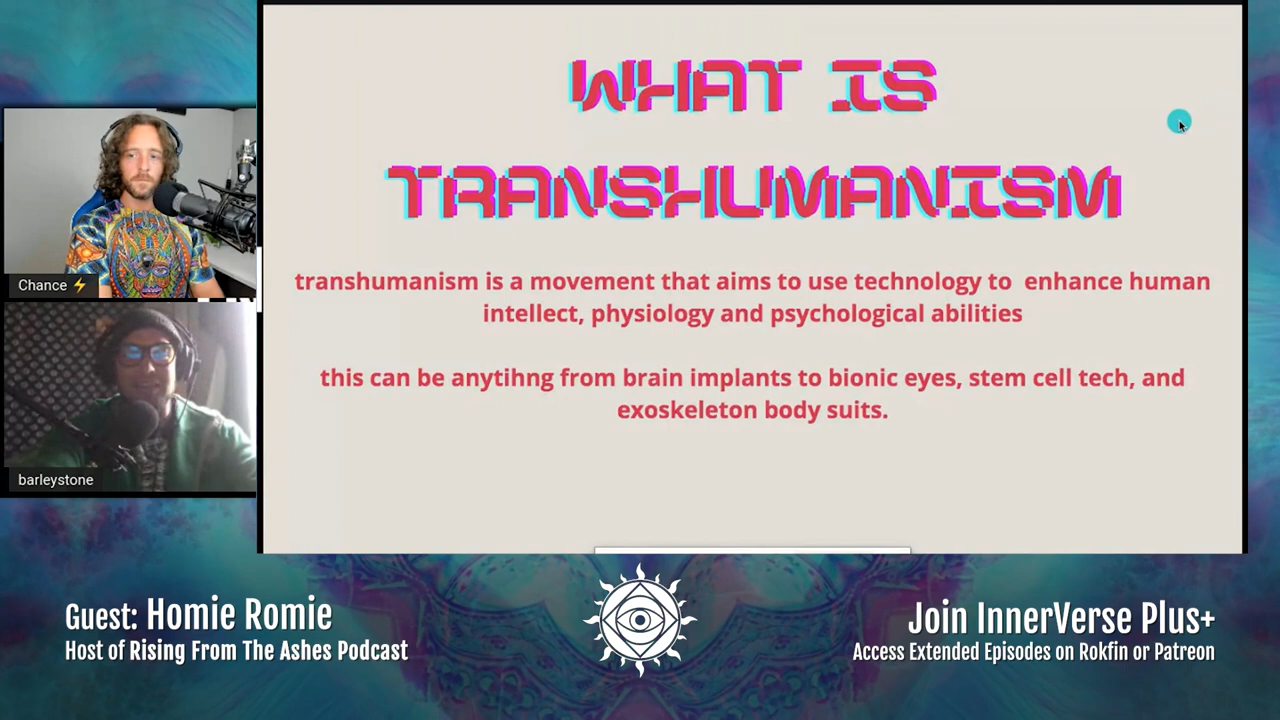 WHAT IS
TRANSHUMANISM
transhumanism is a movement that aims to use technology to enhance human
intellect, physiology and psychological abilities
this can be anytihng from brain implants to bionic eyes, stem cell tech, and
exoskeleton body suits.
Chance ⚡
barleystone
Guest: Homie Romie
Host of Rising From The Ashes Podcast
Join InnerVerse Plus+
Access Extended Episodes on Rokfin or Patreon